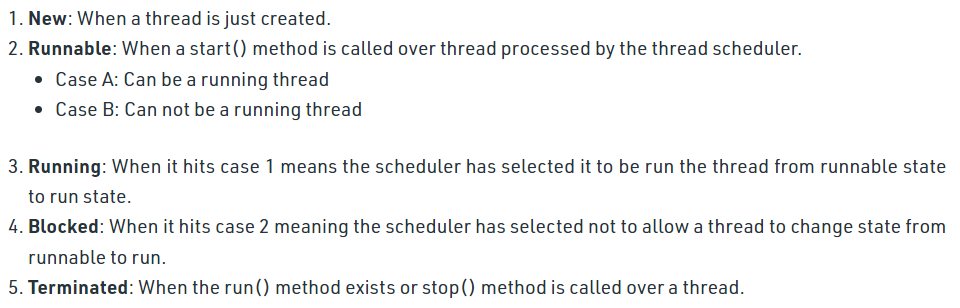 1. New: When a thread is just created.
2. Runnable: When a start() method is called over thread processed by the thread scheduler.
• Case A: Can be a running thread
• Case B: Can not be a running thread
3. Running: When it hits case 1 means the scheduler has selected it to be run the thread from runnable state
to run state.
4. Blocked: When it hits case 2 meaning the scheduler has selected not to allow a thread to change state from
runnable to run.
5. Terminated: When the run() method exists or stop() method is called over a thread.